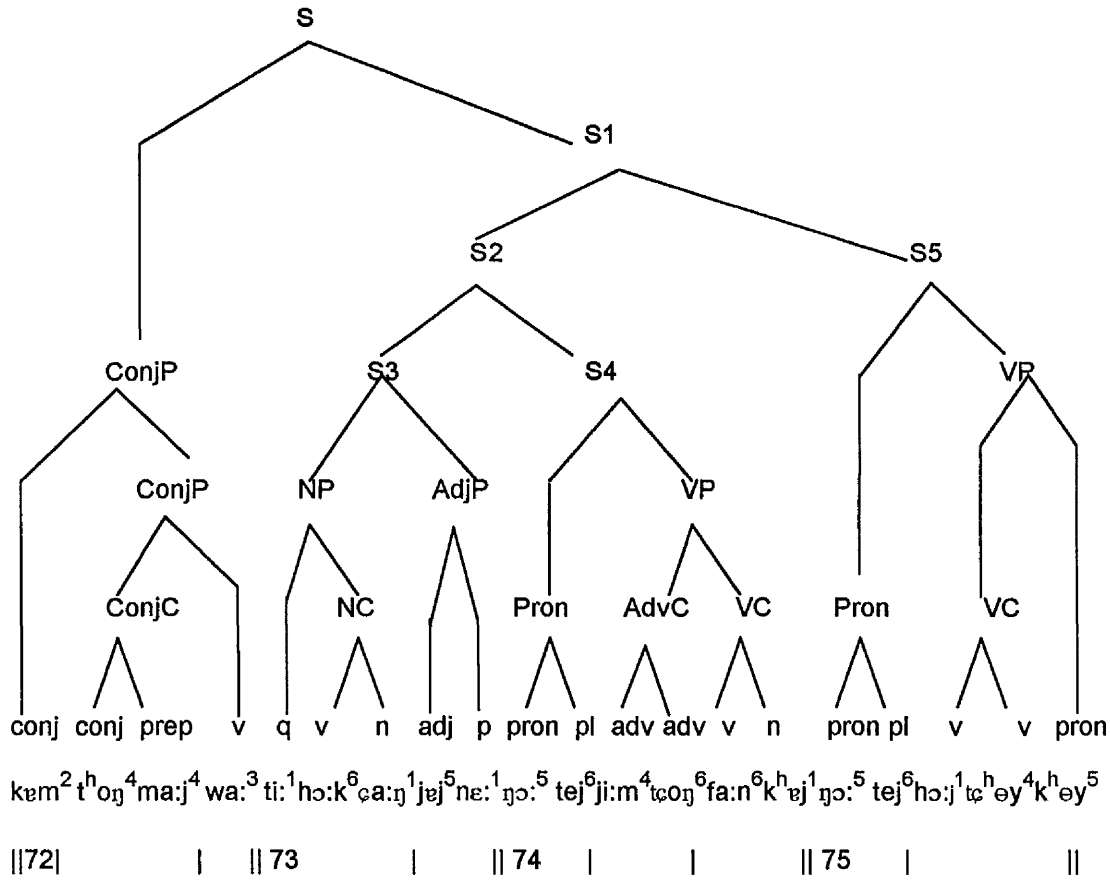 S
S1
S2 S5
ConjP S3 S4 VP
ConjP NP AdjP VP
ConjC NC Pron AdvC VC Pron VC
conj conj prep v q v n adj p pron pl adv adv v n pron pl v v pron
kɐm² tʰoŋ⁴ma:j⁴ wa:³ ti:¹hɔ:k⁶ɕa:ŋ¹jɐj⁵nɛ:¹ŋɔ:⁵ tej⁶ji:m⁴tɕoŋ⁶fa:n⁶kʰɐj¹ŋɔ:⁵ tej⁶hɔ:j¹tɕʰɵy⁴kʰɵy⁵
||72| | || 73 | || 74 | | || 75 | ||